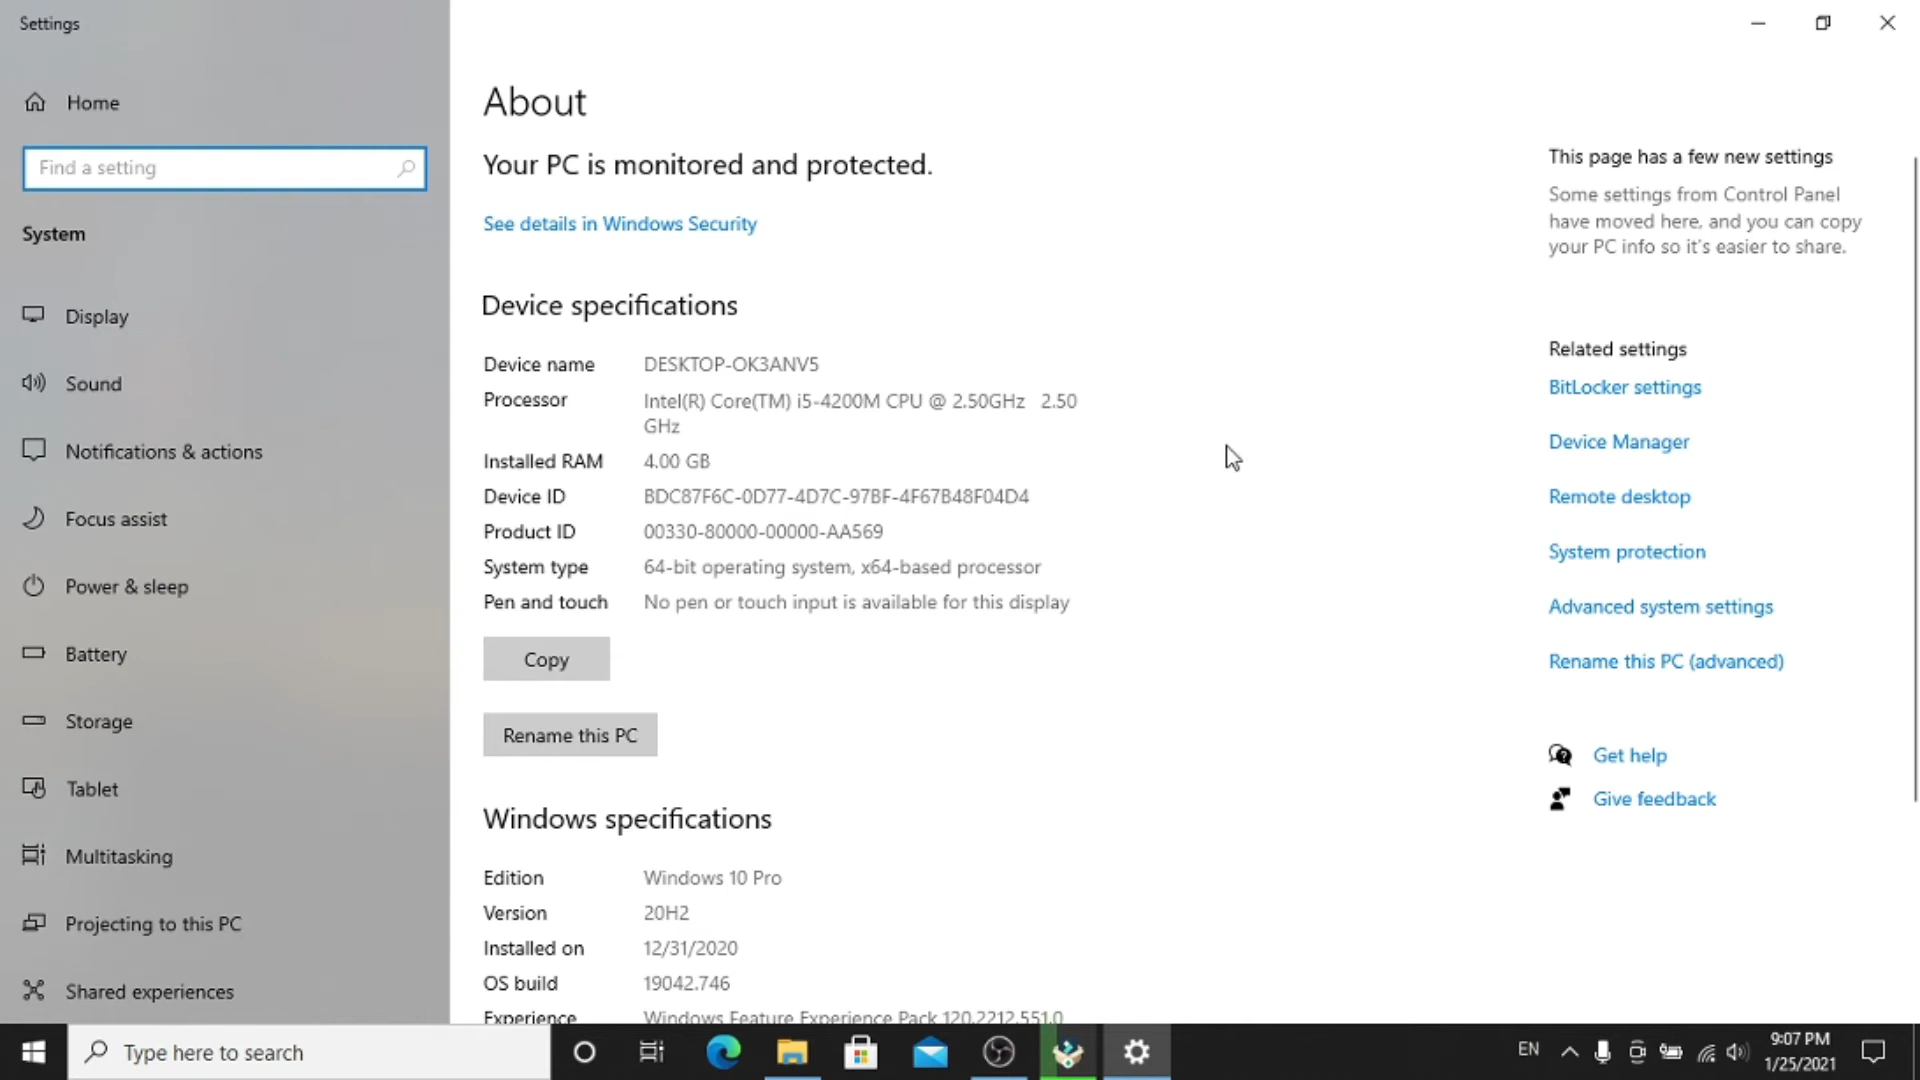 Settings
Home
Find a setting
System
Display
Sound
Notifications & actions
Focus assist
Power & sleep
Battery
Storage
Tablet
Multitasking
Projecting to this PC
Shared experiences
About
Your PC is monitored and protected.
See details in Windows Security
Device specifications
Device name DESKTOP-OK3ANV5
Processor Intel(R) Core(TM) i5-4200M CPU @ 2.50GHz 2.50
GHz
Installed RAM 4.00 GB
Device ID BDC87F6C-0D77-4D7C-97BF-4F67B48F04D4
Product ID 00330-80000-00000-AA569
System type 64-bit operating system, x64-based processor
Pen and touch No pen or touch input is available for this display
Copy
Rename this PC
Windows specifications
Edition Windows 10 Pro
Version 20H2
Installed on 12/31/2020
OS build 19042.746
Experience Windows Feature Experience Pack 120.2212.551.0
This page has a few new settings
Some settings from Control Panel
have moved here, and you can copy
your PC info so it's easier to share.
Related settings
BitLocker settings
Device Manager
Remote desktop
System protection
Advanced system settings
Rename this PC (advanced)
Get help
Give feedback
Type here to search
EN
9:07 PM
1/25/2021